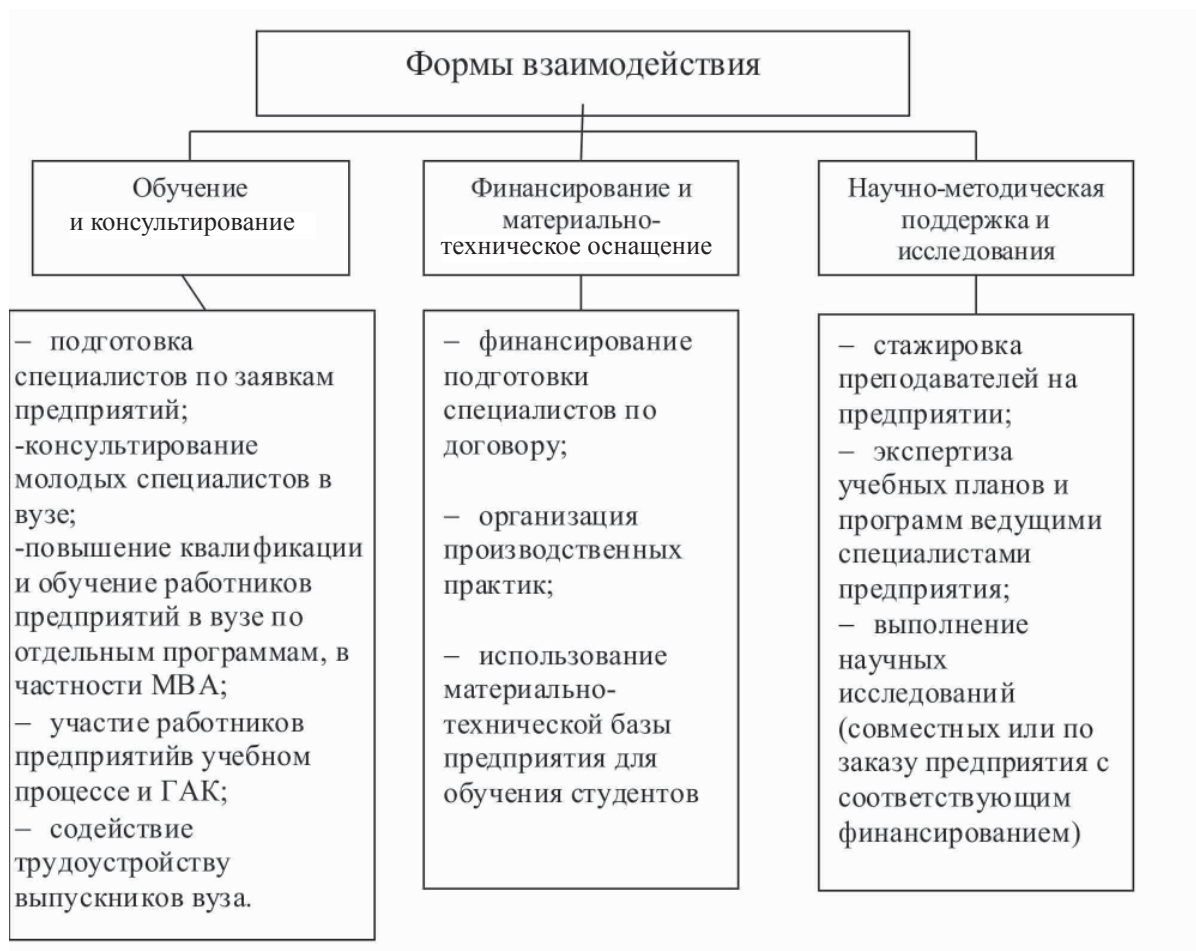 Формы взаимодействия
Обучение
и консультирование
Финансирование и
материально-
техническое оснащение
Научно-методическая
поддержка и
исследования
– подготовка
специалистов по заявкам
предприятий;
-консультирование
молодых специалистов в
вузе;
-повышение квалификации
и обучение работников
предприятий в вузе по
отдельным программам, в
частности МВА;
– участие работников
предприятийв учебном
процессе и ГАК;
– содействие
трудоустройству
выпускников вуза.
– финансирование
подготовки
специалистов по
договору;
– организация
производственных
практик;
– использование
материально-
технической базы
предприятия для
обучения студентов
– стажировка
преподавателей на
предприятии;
– экспертиза
учебных планов и
программ ведущими
специалистами
предприятия;
– выполнение
научных
исследований
(совместных или по
заказу предприятия с
соответствующим
финансированием)